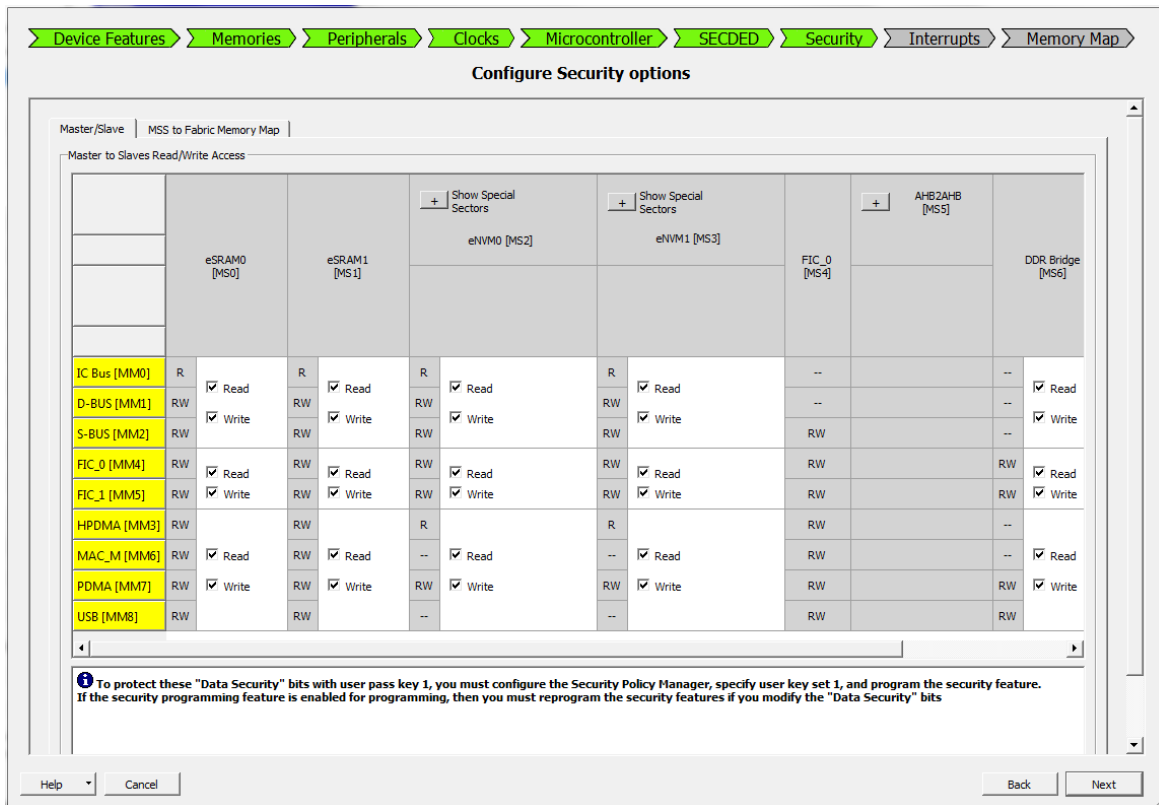 Device Features Memories Peripherals Clocks Microcontroller SECDED Security Interrupts Memory Map
Configure Security options
Master/Slave MSS to Fabric Memory Map
Master to Slaves Read/Write Access
+ Show Special Sectors + Show Special Sectors + AHB2AHB [MS5]
eNVM0 [MS2] eNVM1 [MS3]
eSRAM0 eSRAM1 FIC_0 DDR Bridge
[MS0] [MS1] [MS4] [MS6]
IC Bus [MM0] R R R R -- --
Read Read Read Read Read
D-BUS [MM1] RW RW RW RW -- --
Write Write Write Write Write
S-BUS [MM2] RW RW RW RW RW --
FIC_0 [MM4] RW RW RW RW RW RW
Read Read Read Read Read
FIC_1 [MM5] RW Write RW Write RW Write RW Write RW RW Write
HPDMA [MM3] RW RW R R RW --
MAC_M [MM6] RW Read RW Read -- Read -- Read RW -- Read
PDMA [MM7] RW Write RW Write RW Write RW Write RW RW Write
USB [MM8] RW RW -- -- RW RW
To protect these "Data Security" bits with user pass key 1, you must configure the Security Policy Manager, specify user key set 1, and program the security feature.
If the security programming feature is enabled for programming, then you must reprogram the security features if you modify the "Data Security" bits
Help Cancel Back Next